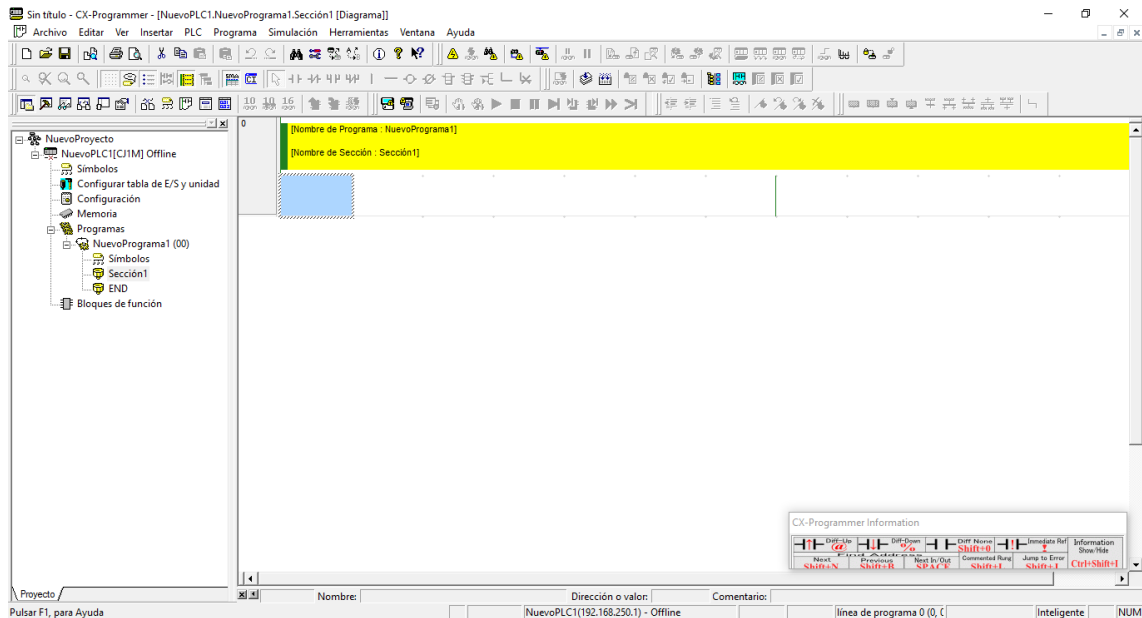 Sin título - CX-Programmer - [NuevoPLC1.NuevoPrograma1.Sección1 [Diagrama]]
Archivo Editar Ver Insertar PLC Programa Simulación Herramientas Ventana Ayuda
NuevoProyecto
NuevoPLC1[CJ1M] Offline
Símbolos
Configurar tabla de E/S y unidad
Configuración
Memoria
Programas
NuevoPrograma1 (00)
Símbolos
Sección1
END
Bloques de función
Proyecto
0
[Nombre de Programa : NuevoPrograma1]
[Nombre de Sección : Sección1]
CX-Programmer Information
Diff-Up
@
Diff-Down
%
Diff None
Shift+0
Immediate Ref
!
Information
Show/Hide
Ctrl+Shift+I
Find Address
Next
Shift+N
Previous
Shift+B
Next In/Out
SPACE
Commented Rung
Shift+L
Jump to Error
Shift+J
Nombre:
Dirección o valor:
Comentario:
Pulsar F1, para Ayuda
NuevoPLC1(192.168.250.1) - Offline
línea de programa 0 (0, 
Inteligente
NUM